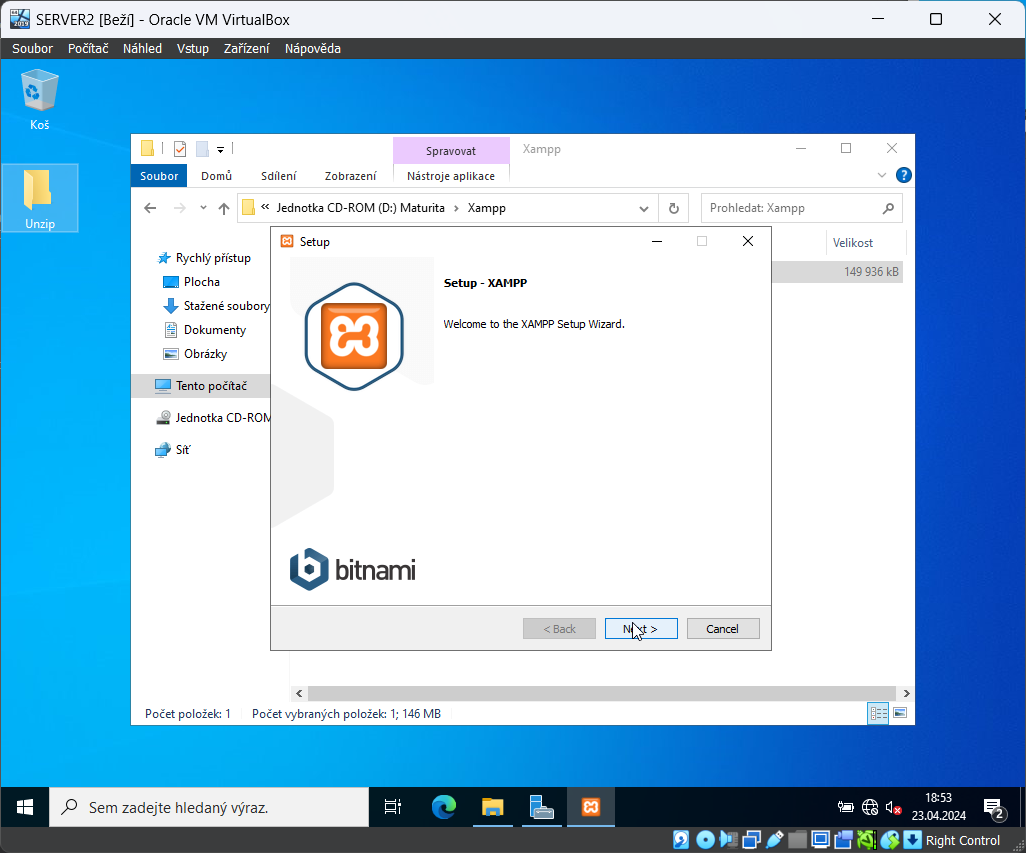 SERVER2 [Beží] - Oracle VM VirtualBox
Soubor Počítač Náhled Vstup Zařízení Nápověda
Koš
Unzip
Spravovat Xampp
Soubor Domů Sdílení Zobrazení Nástroje aplikace
« Jednotka CD-ROM (D:) Maturita › Xampp
Prohledat: Xampp
Velikost
149 936 kB
Rychlý přístup
Plocha
Stažené soubory
Dokumenty
Obrázky
Tento počítač
Jednotka CD-ROM
Síť
Setup
Setup - XAMPP
Welcome to the XAMPP Setup Wizard.
bitnami
< Back Next > Cancel
Počet položek: 1 Počet vybraných položek: 1; 146 MB
Sem zadejte hledaný výraz.
18:53
23.04.2024
2
Right Control